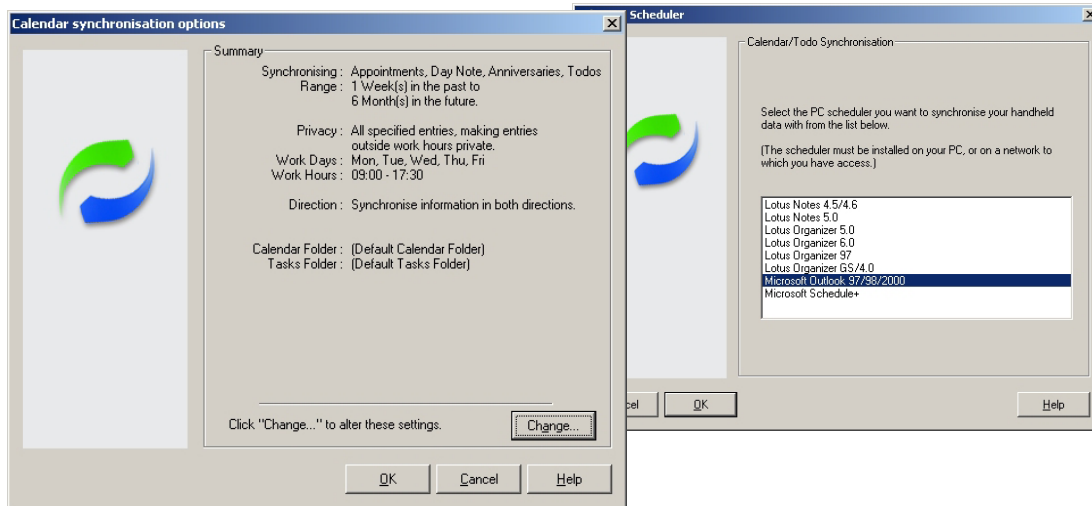 Calendar synchronisation options
Summary
Synchronising : Appointments, Day Note, Anniversaries, Todos
Range : 1 Week(s) in the past to
6 Month(s) in the future.
Privacy : All specified entries, making entries
outside work hours private.
Work Days : Mon, Tue, Wed, Thu, Fri
Work Hours : 09:00 - 17:30
Direction : Synchronise information in both directions.
Calendar Folder : (Default Calendar Folder)
Tasks Folder : (Default Tasks Folder)
Click "Change..." to alter these settings.
Change...
OK
Cancel
Help
Scheduler
Calendar/Todo Synchronisation
Select the PC scheduler you want to synchronise your handheld
data with from the list below.
(The scheduler must be installed on your PC, or on a network to
which you have access.)
Lotus Notes 4.5/4.6
Lotus Notes 5.0
Lotus Organizer 5.0
Lotus Organizer 6.0
Lotus Organizer 97
Lotus Organizer GS/4.0
Microsoft Outlook 97/98/2000
Microsoft Schedule+
cel
OK
Help